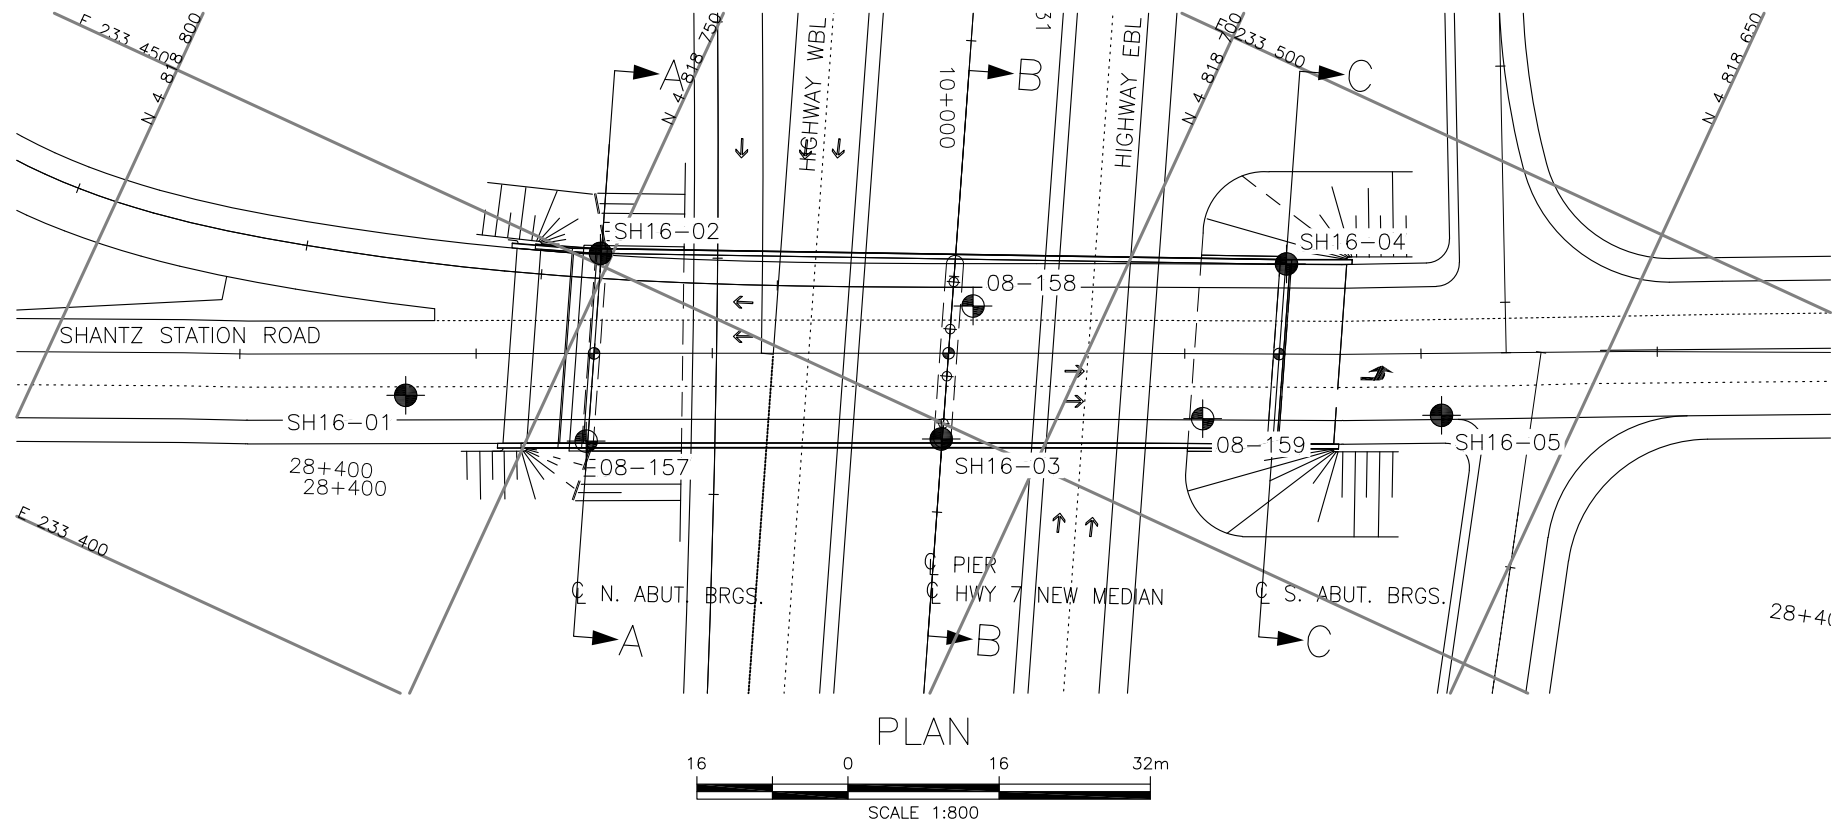 E 233 450
N 4 818 800
N 4 818 750
HIGHWAY WBL
31
HIGHWAY EBL
N 4 818 700
E 233 500
N 4 818 650
A
B
C
10+000
SH16-02
SH16-04
08-158
SHANTZ STATION ROAD
SH16-01
08-157
SH16-03
08-159
SH16-05
28+400
28+400
E 233 400
℄ PIER
℄ N. ABUT. BRGS.
℄ HWY 7 NEW MEDIAN
℄ S. ABUT. BRGS.
28+40
A
B
C
PLAN
16 0 16 32m
SCALE 1:800